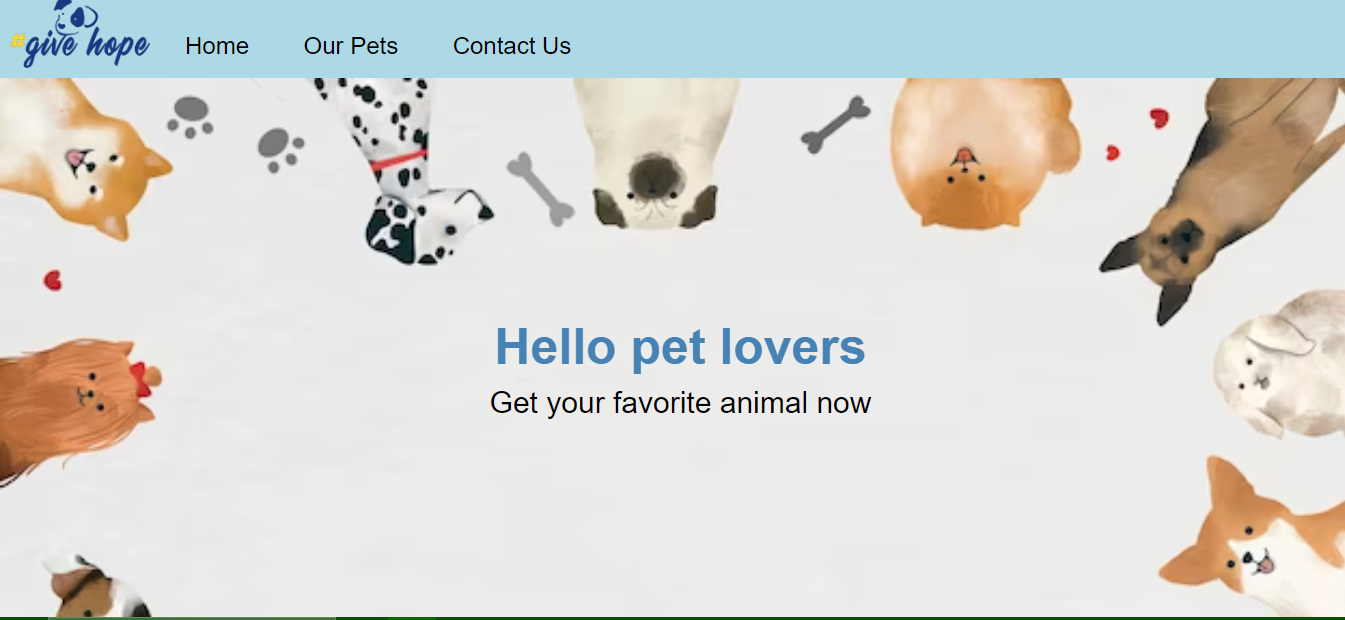 #give hope
Home
Our Pets
Contact Us
Hello pet lovers
Get your favorite animal now